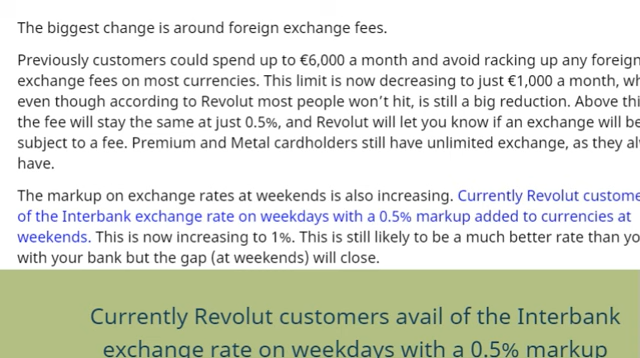 The biggest change is around foreign exchange fees.
Previously customers could spend up to €6,000 a month and avoid racking up any foreign
exchange fees on most currencies. This limit is now decreasing to just €1,000 a month,
even though according to Revolut most people won't hit, is still a big reduction. Above
the fee will stay the same at just 0.5%, and Revolut will let you know if an exchange will be
subject to a fee. Premium and Metal cardholders still have unlimited exchange, as they
have.
The markup on exchange rates at weekends is also increasing. Currently Revolut
of the Interbank exchange rate on weekdays with a 0.5% markup added to currencies at
weekends. This is now increasing to 1%. This is still likely to be a much better rate than
with your bank but the gap (at weekends) will close.
Currently Revolut customers avail of the Interbank
exchange rate on weekdays with a 0.5% markup